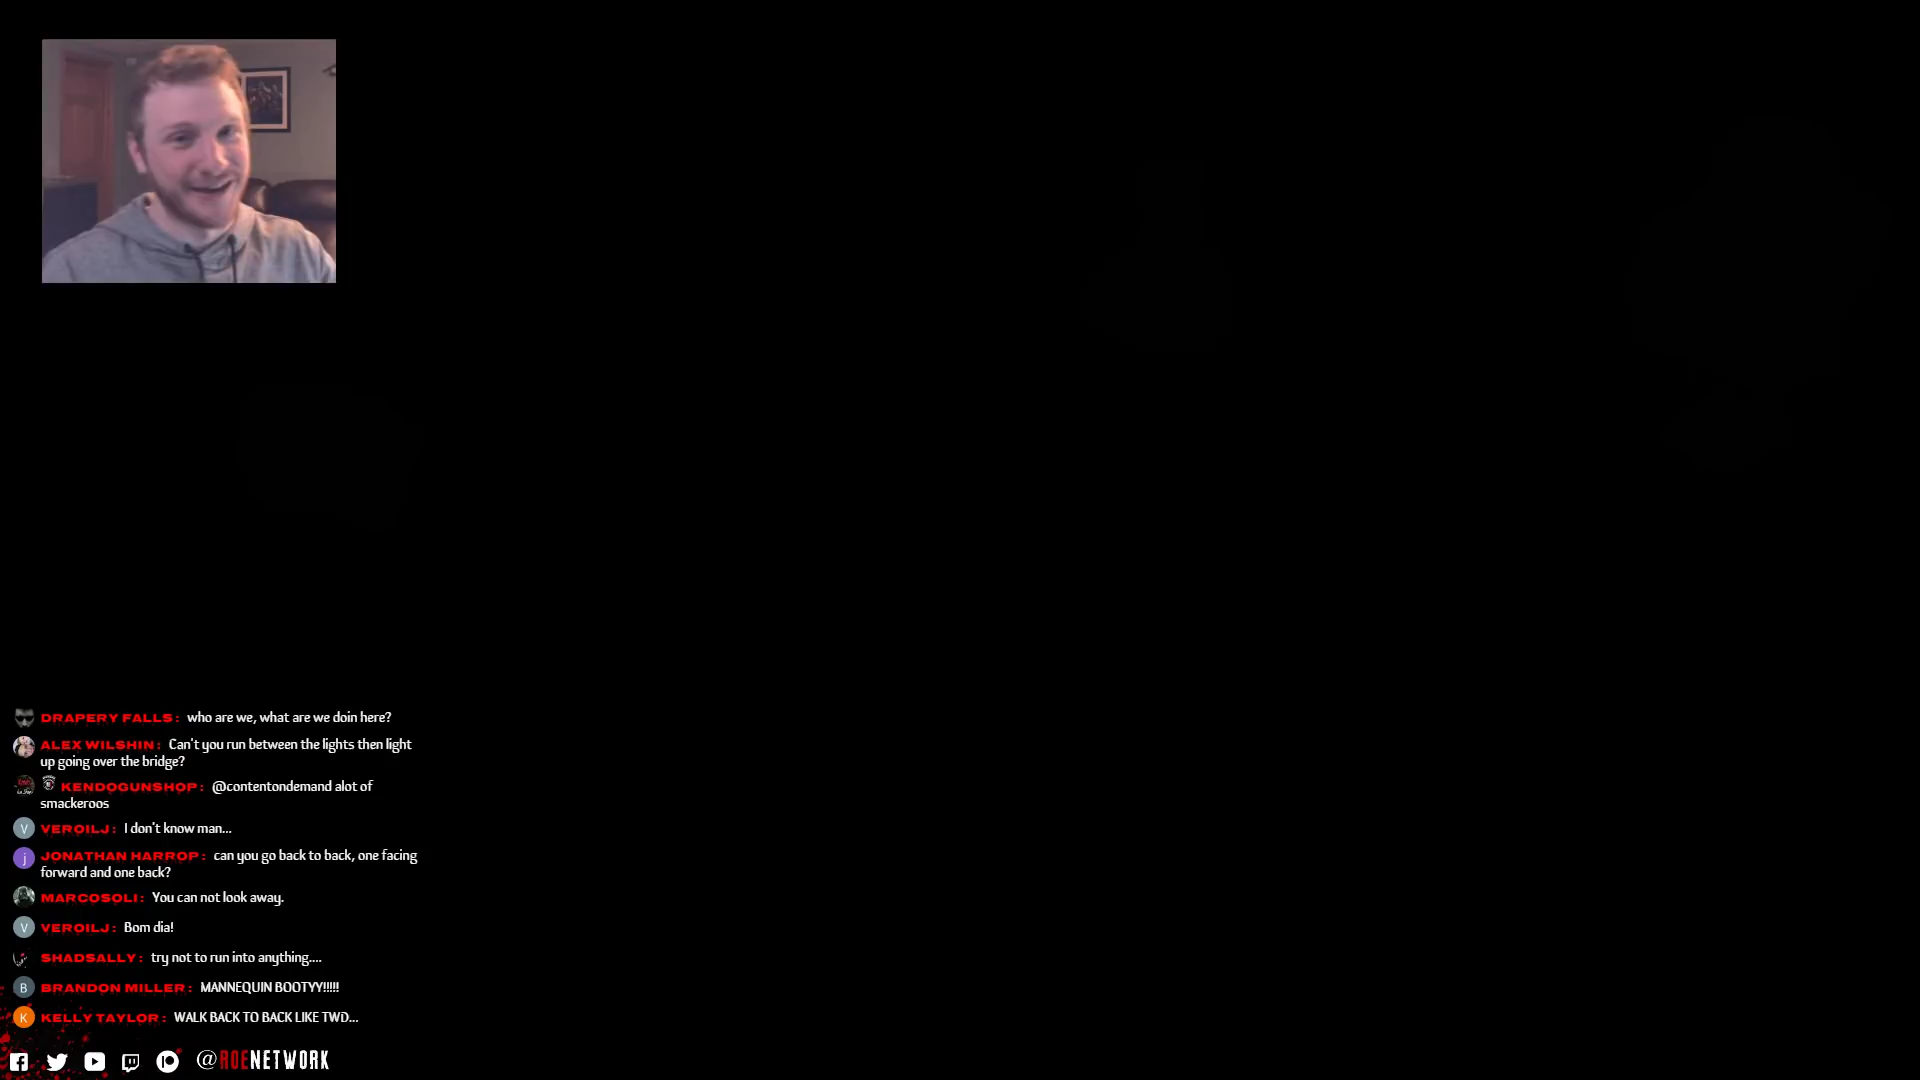 DRAPERY FALLS: who are we, what are we doin here?
ALEX WILSHIN: Can't you run between the lights then light
up going over the bridge?
KENDOGUNSHOP: @contentondemand alot of
smackeroos
V VEROILJ: I don't know man...
j JONATHAN HARROP: can you go back to back, one facing
forward and one back?
MARCOSOLI: You can not look away.
V VEROILJ: Bom dia!
SHADSALLY: try not to run into anything....
B BRANDON MILLER: MANNEQUIN BOOTYY!!!!!
K KELLY TAYLOR: WALK BACK TO BACK LIKE TWD...
@ROENETWORK